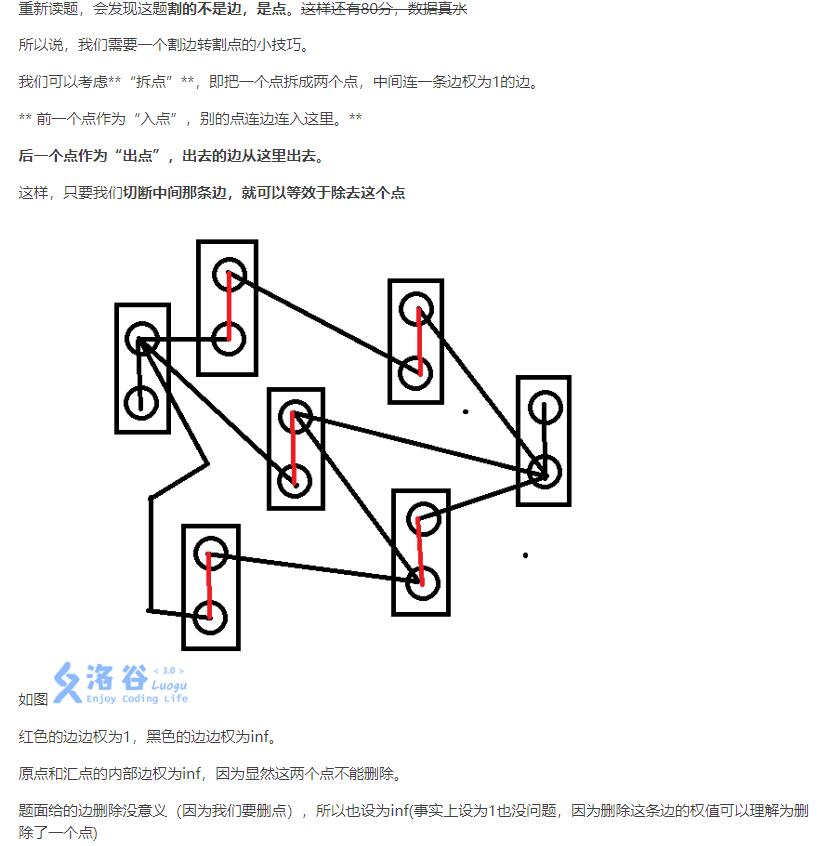 重新读题，会发现这题割的不是边，是点。这样还有80分，数据真水
所以说，我们需要一个割边转割点的小技巧。
我们可以考虑**“拆点”**，即把一个点拆成两个点，中间连一条边权为1的边。
** 前一个点作为“入点”，别的点连边连入这里。**
后一个点作为“出点”，出去的边从这里出去。
这样，只要我们切断中间那条边，就可以等效于除去这个点
洛谷 < 3.0 >
Luogu
如图 Enjoy Coding Life
红色的边边权为1，黑色的边边权为inf。
原点和汇点的内部边权为inf，因为显然这两个点不能删除。
题面给的边删除没意义（因为我们要删点），所以也设为inf(事实上设为1也没问题，因为删除这条边的权值可以理解为删
除了一个点)